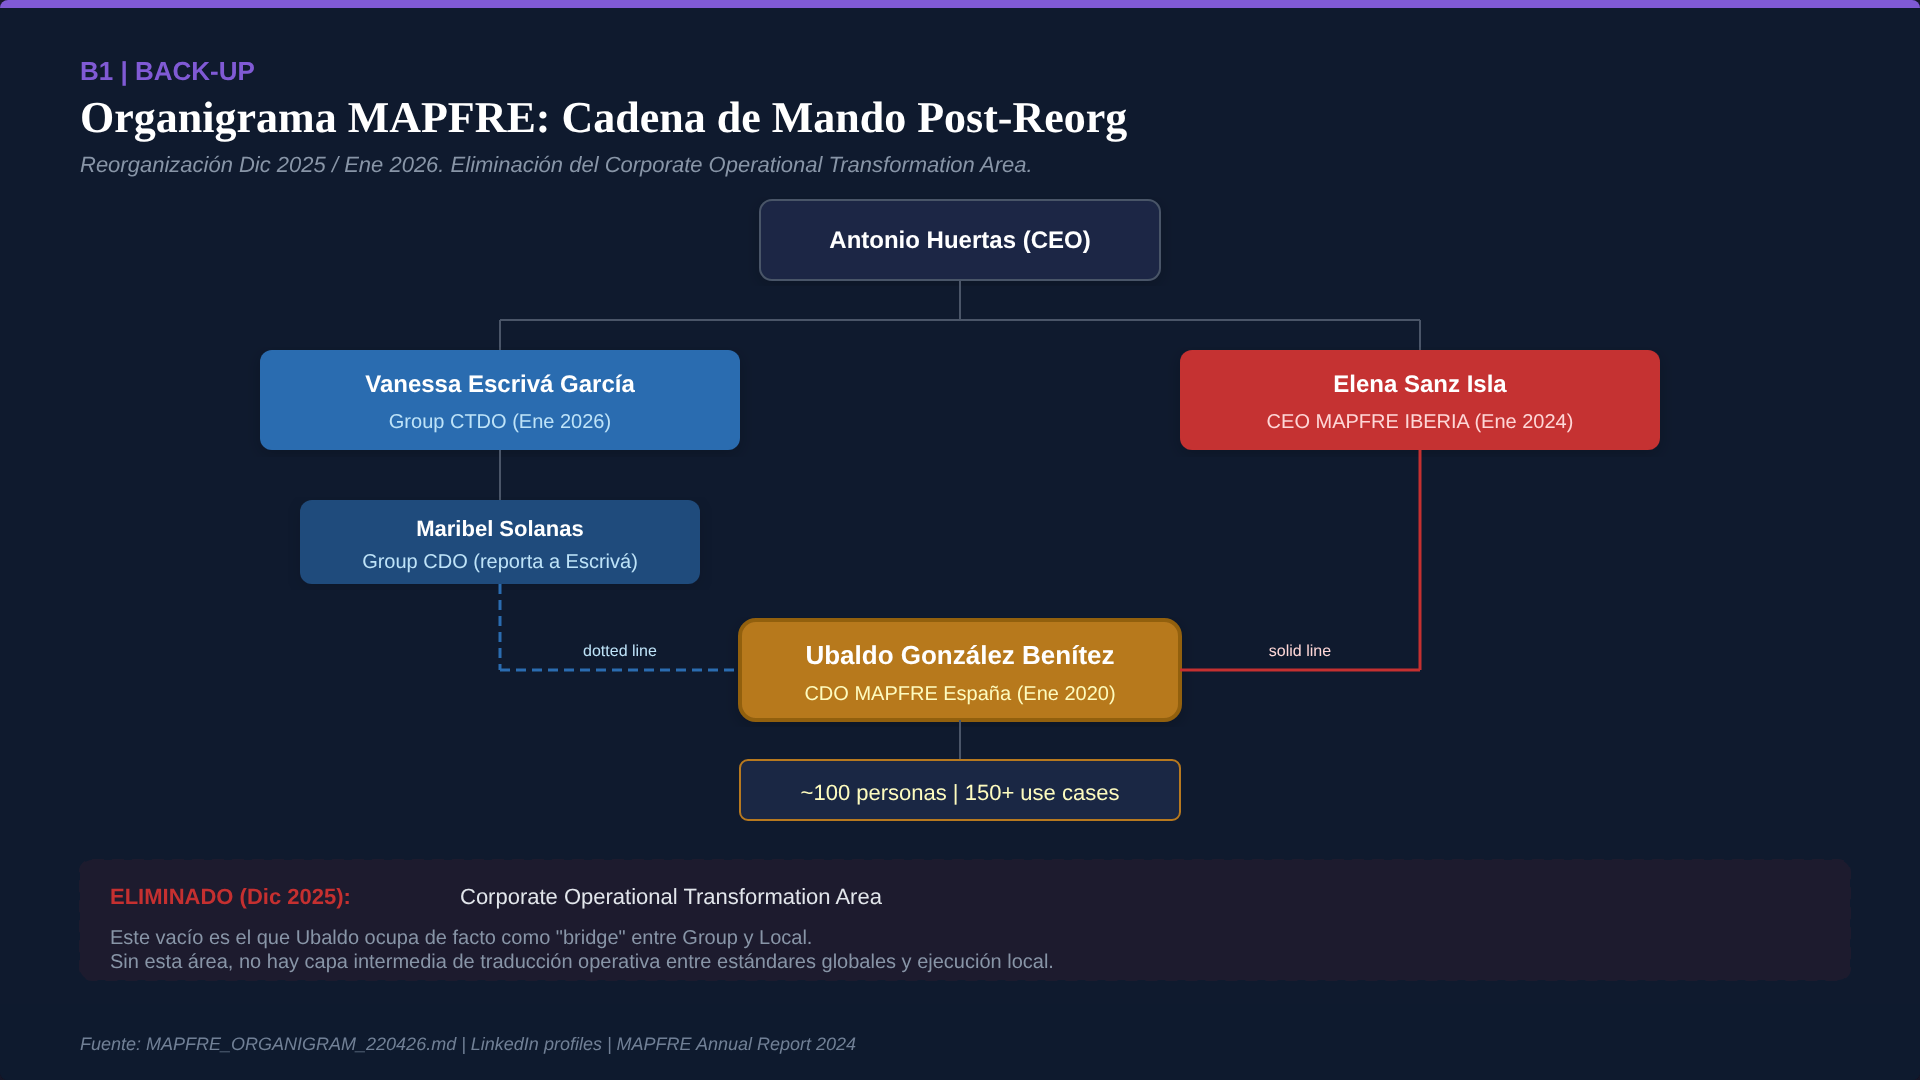 B1 | BACK-UP
Organigrama MAPFRE: Cadena de Mando Post-Reorg
Reorganización Dic 2025 / Ene 2026. Eliminación del Corporate Operational Transformation Area.
Antonio Huertas (CEO)
Vanessa Escrivá García
Group CTDO (Ene 2026)
Elena Sanz Isla
CEO MAPFRE IBERIA (Ene 2024)
Maribel Solanas
Group CDO (reporta a Escrivá)
dotted line
Ubaldo González Benítez
CDO MAPFRE España (Ene 2020)
solid line
~100 personas | 150+ use cases
ELIMINADO (Dic 2025): Corporate Operational Transformation Area
Este vacío es el que Ubaldo ocupa de facto como "bridge" entre Group y Local.
Sin esta área, no hay capa intermedia de traducción operativa entre estándares globales y ejecución local.
Fuente: MAPFRE_ORGANIGRAM_220426.md | LinkedIn profiles | MAPFRE Annual Report 2024